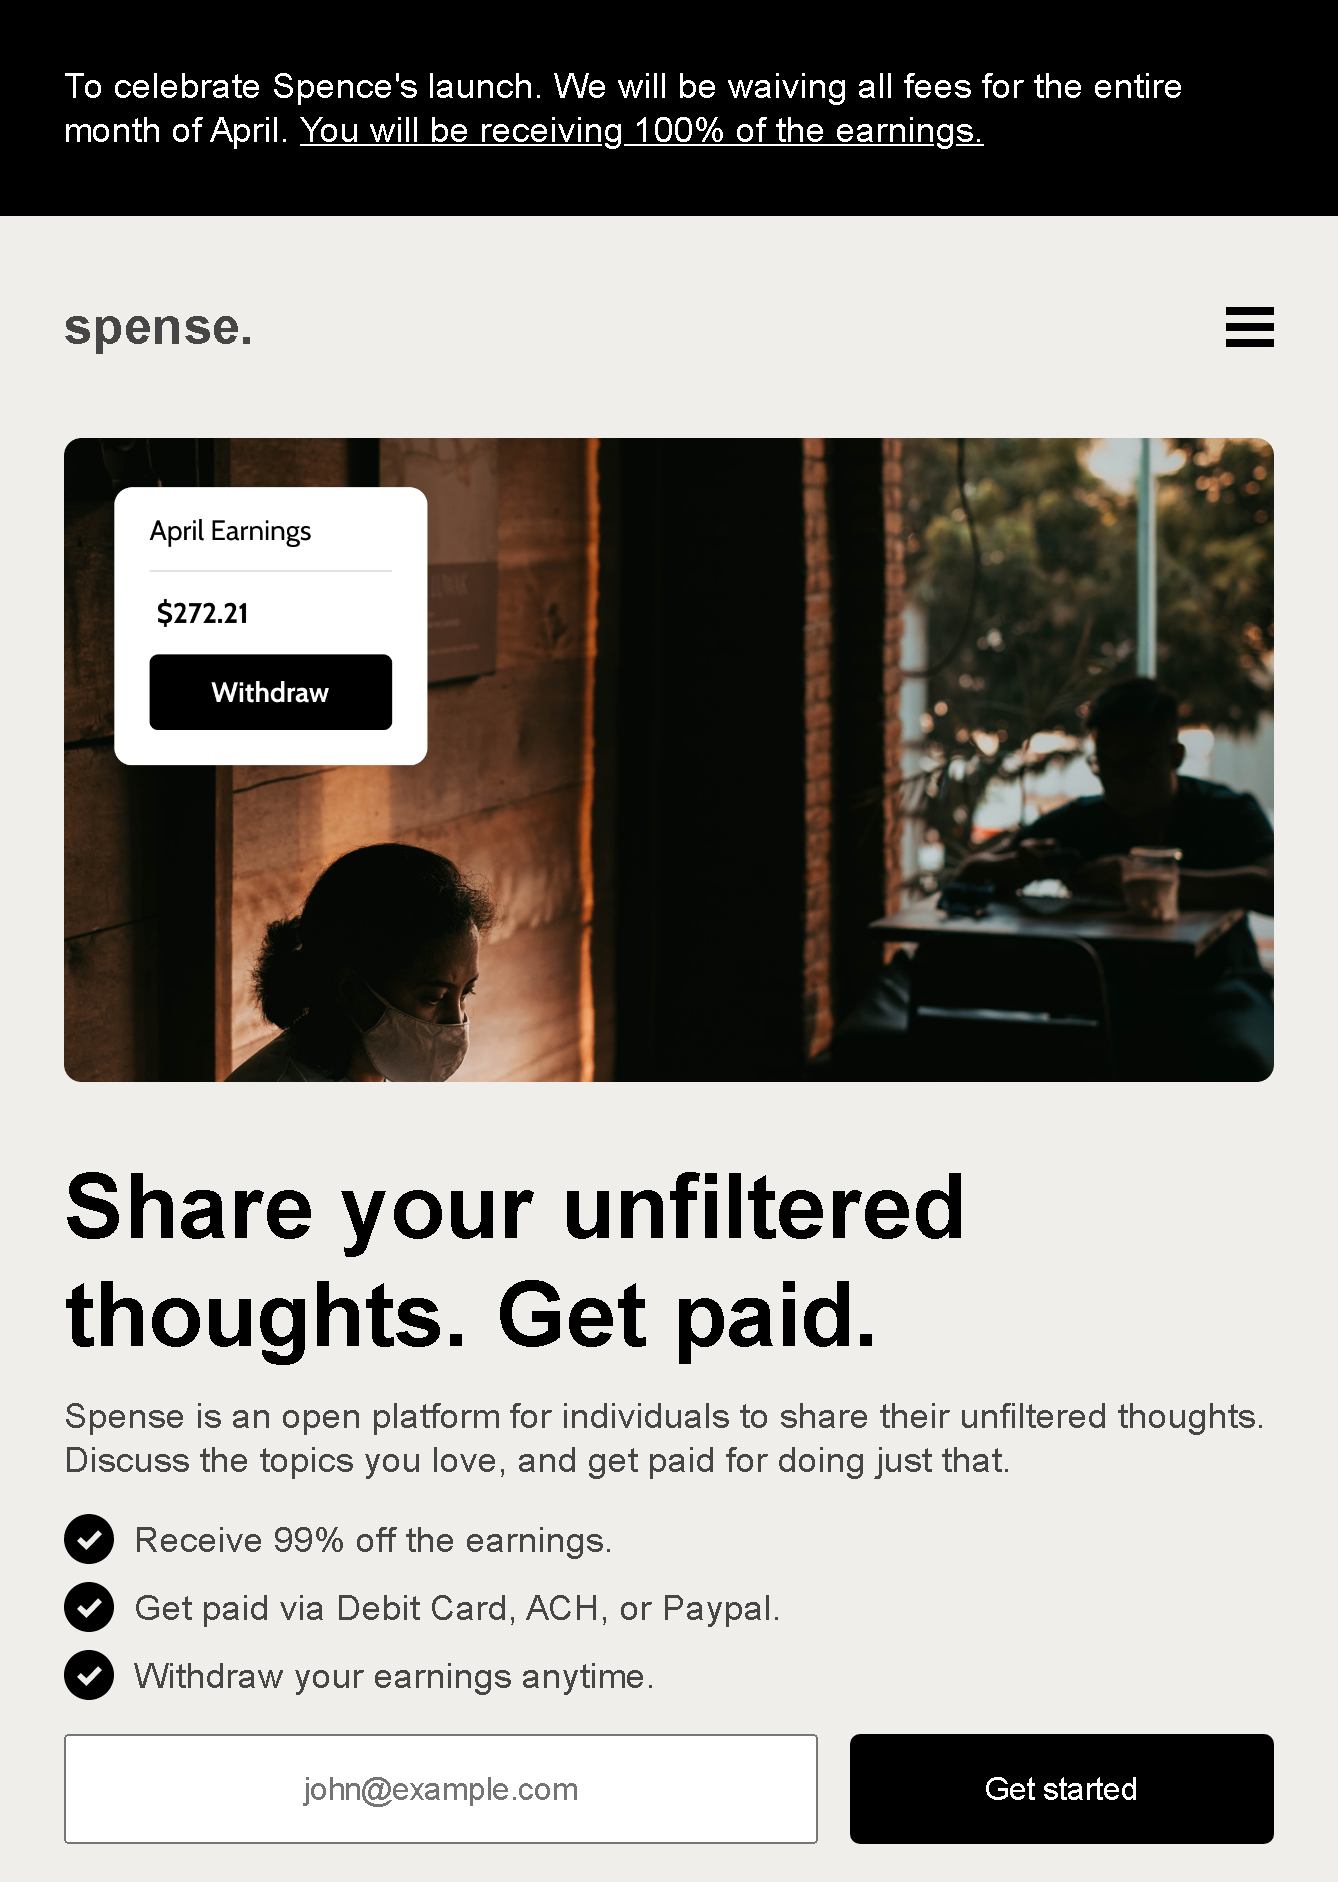 To celebrate Spence's launch. We will be waiving all fees for the entire
month of April. You will be receiving 100% of the earnings.
spense.
April Earnings
$272.21
Withdraw
Share your unfiltered
thoughts. Get paid.
Spense is an open platform for individuals to share their unfiltered thoughts.
Discuss the topics you love, and get paid for doing just that.
Receive 99% off the earnings.
Get paid via Debit Card, ACH, or Paypal.
Withdraw your earnings anytime.
john@example.com
Get started